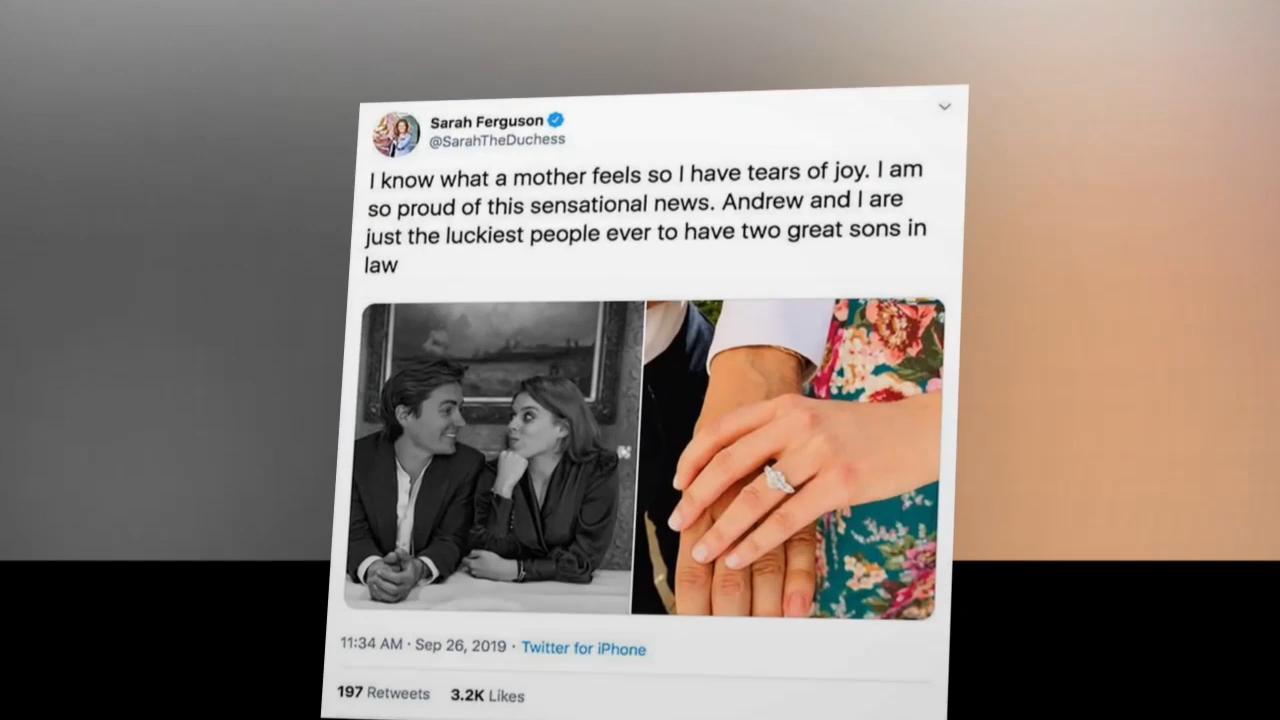 Sarah Ferguson
@SarahTheDuchess
I know what a mother feels so I have tears of joy. I am
so proud of this sensational news. Andrew and I are
just the luckiest people ever to have two great sons in
law
11:34 AM · Sep 26, 2019 · Twitter for iPhone
197 Retweets 3.2K Likes